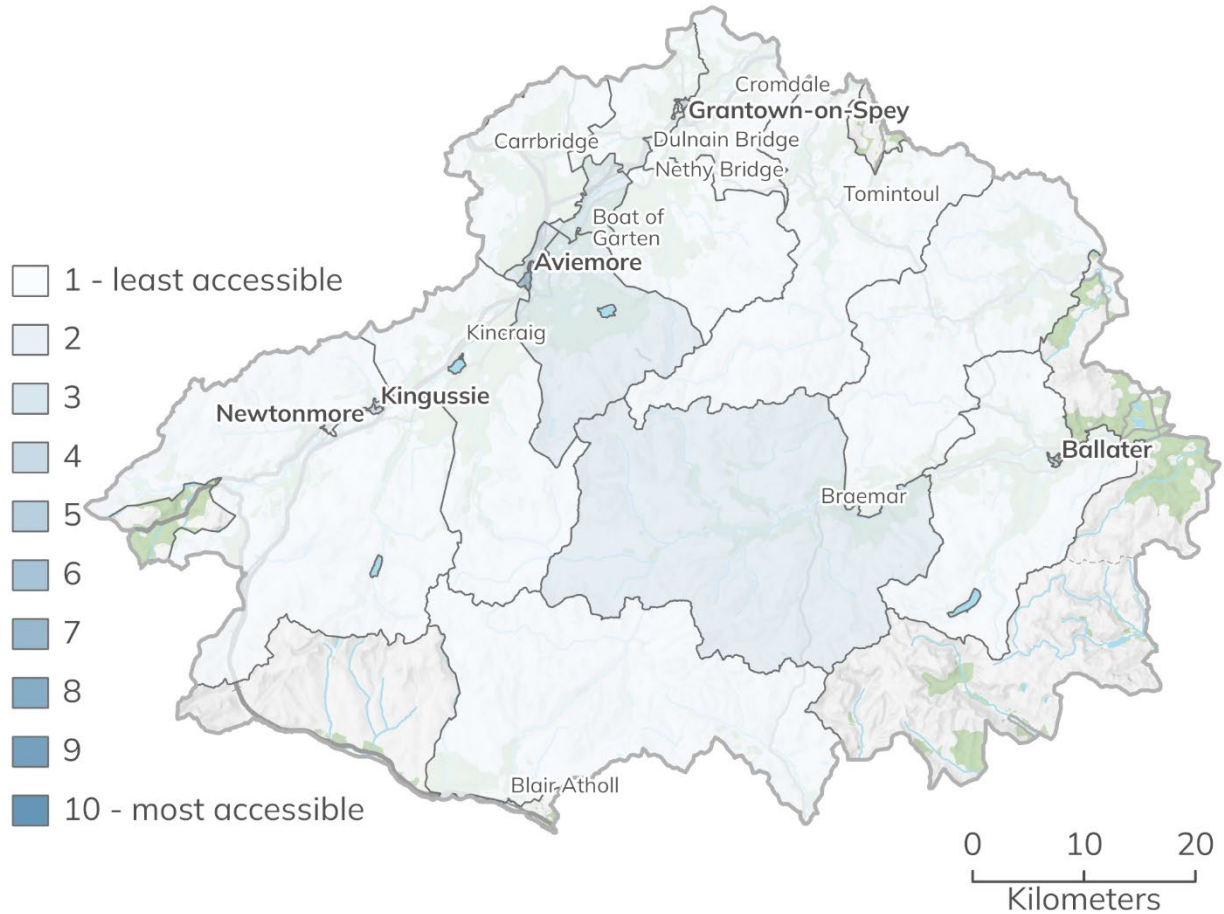 Cromdale
Grantown-on-Spey
Carrbridge
Dulnain Bridge
Nethy Bridge
Tomintoul
Boat of
Garten
Aviemore
1 - least accessible
2
3
4
5
6
7
8
9
10 - most accessible
Kincraig
Kingussie
Newtonmore
Ballater
Braemar
Blair Atholl
0 10 20
Kilometers